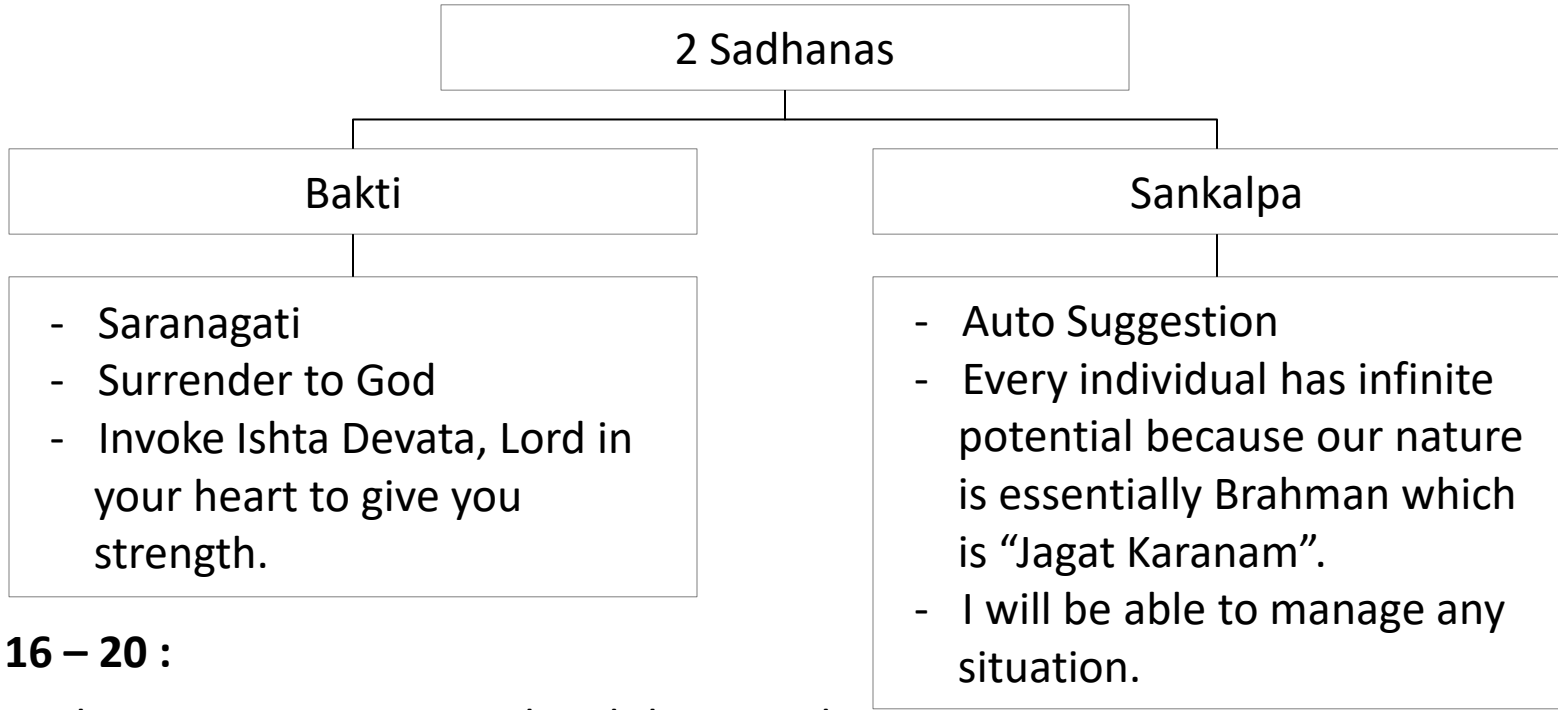 2 Sadhanas
Bakti
Sankalpa
- Saranagati
- Surrender to God
- Invoke Ishta Devata, Lord in
your heart to give you
strength.
- Auto Suggestion
- Every individual has infinite
potential because our nature
is essentially Brahman which
is “Jagat Karanam”.
- I will be able to manage any
situation.
16 – 20 :